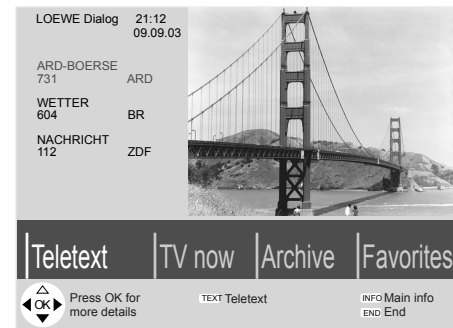 LOEWE Dialog 21:12
09.09.03
ARD-BOERSE
731 ARD
WETTER
604 BR
NACHRICHT
112 ZDF
Teletext TV now Archive Favorites
OK Press OK for
more details
TEXT Teletext
INFO Main info
END End